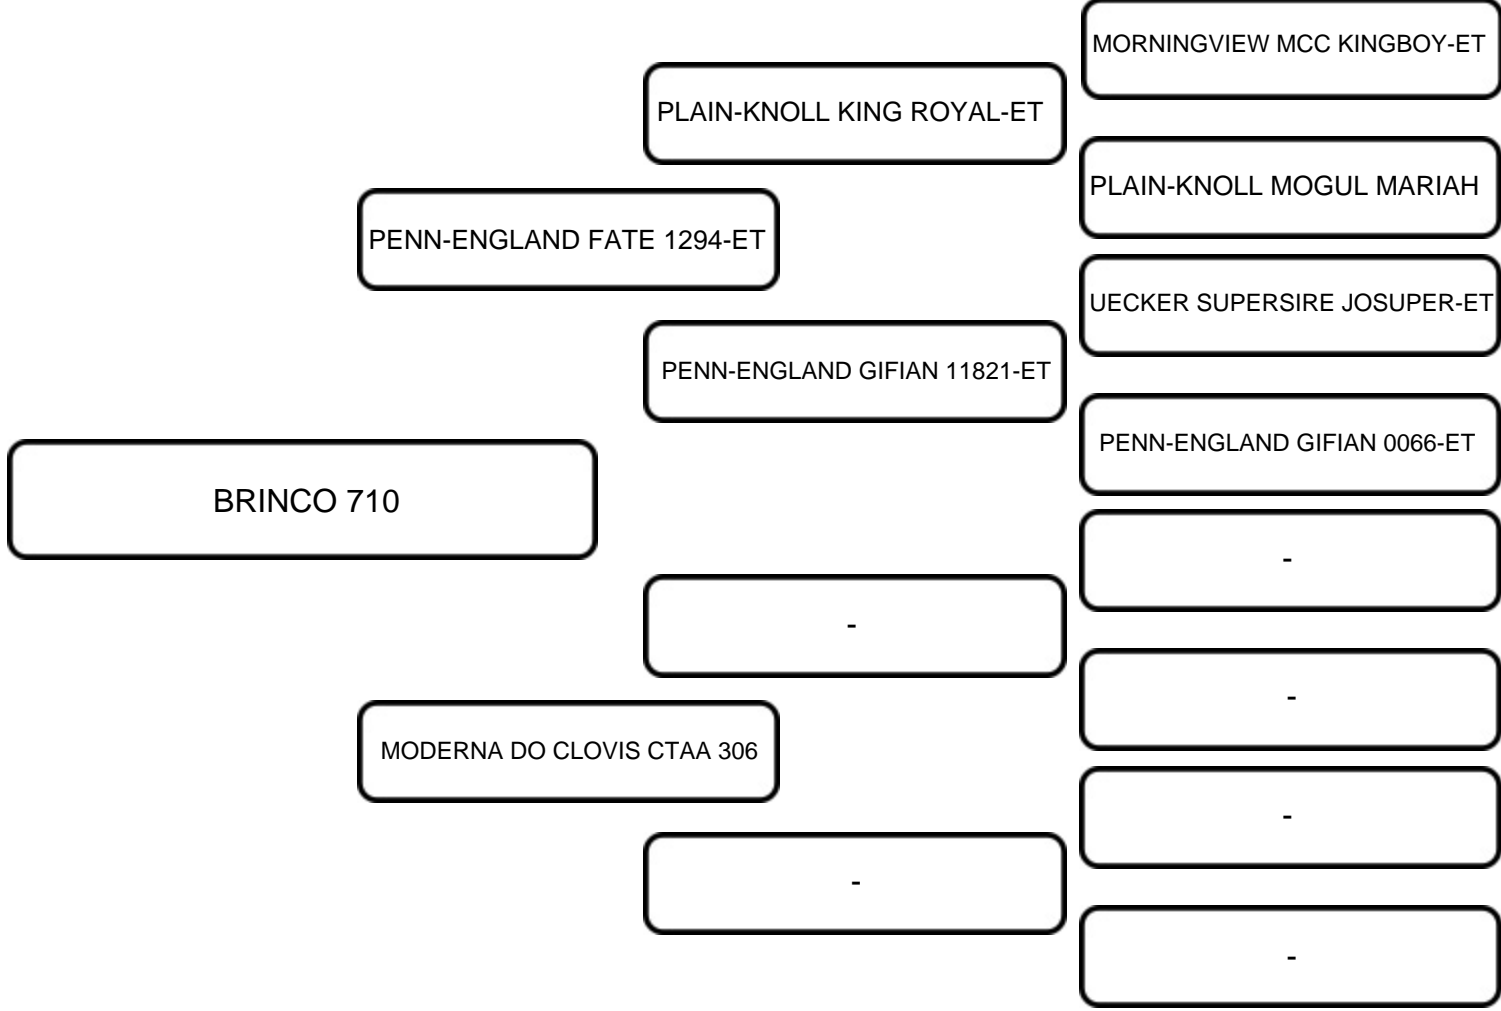 MORNINGVIEW MCC KINGBOY-ET
PLAIN-KNOLL KING ROYAL-ET
PLAIN-KNOLL MOGUL MARIAH
PENN-ENGLAND FATE 1294-ET
UECKER SUPERSIRE JOSUPER-ET
PENN-ENGLAND GIFIAN 11821-ET
PENN-ENGLAND GIFIAN 0066-ET
BRINCO 710
-
-
-
MODERNA DO CLOVIS CTAA 306
-
-
-